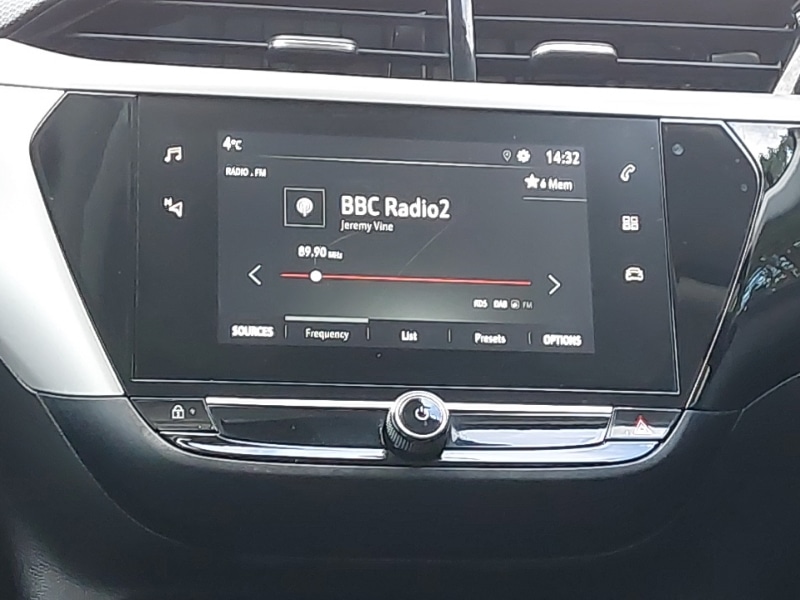 4°C
14:32
RADIO . FM
6 Mem
BBC Radio2
Jeremy Vine
N
89.90 MHz
RDS DAB FM
SOURCES Frequency List Presets OPTIONS